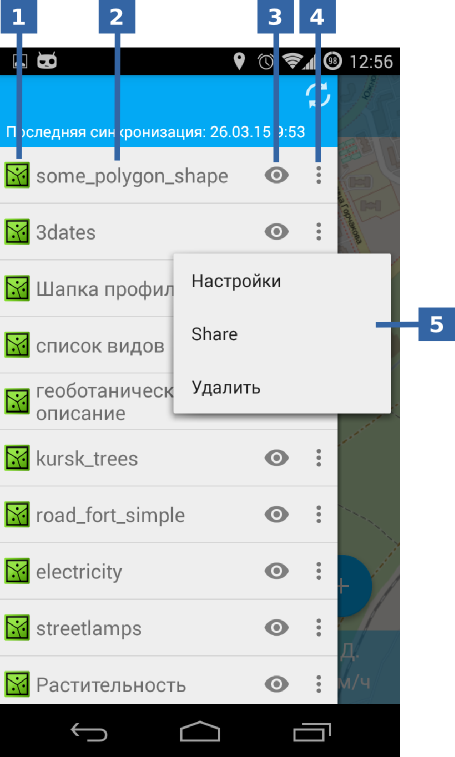 1 2 3 4
98 12:56
Последняя синхронизация: 26.03.15 9:53
some_polygon_shape
3dates
Шапка профил
Настройки
5
Share
список видов
Удалить
геоботаническ
описание
kursk_trees
road_fort_simple
electricity
+
streetlamps
Д.
Растительность
м/ч